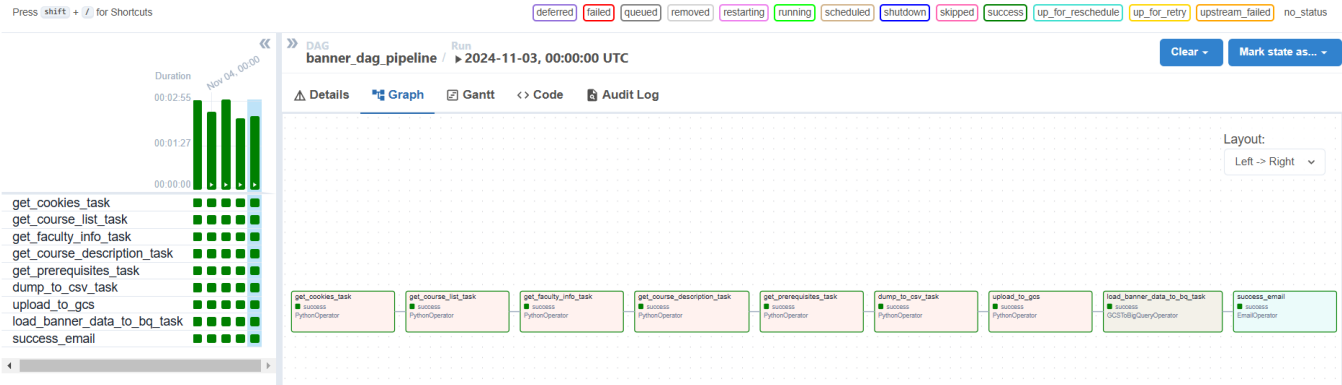 Press shift + / for Shortcuts
deferred failed queued removed restarting running scheduled shutdown skipped success up_for_reschedule up_for_retry upstream_failed no_status
DAG
banner_dag_pipeline /
Run
2024-11-03, 00:00:00 UTC
Clear
Mark state as...
Duration
Nov 04, 00:00
00:02:55
00:01:27
00:00:00
get_cookies_task
get_course_list_task
get_faculty_info_task
get_course_description_task
get_prerequisites_task
dump_to_csv_task
upload_to_gcs
load_banner_data_to_bq_task
success_email
Details
Graph
Gantt
<> Code
Audit Log
Layout:
Left -> Right
get_cookies_task
success
PythonOperator
get_course_list_task
success
PythonOperator
get_faculty_info_task
success
PythonOperator
get_course_description_task
success
PythonOperator
get_prerequisites_task
success
PythonOperator
dump_to_csv_task
success
PythonOperator
upload_to_gcs
success
PythonOperator
load_banner_data_to_bq_task
success
GCSToBigQueryOperator
success_email
success
EmailOperator